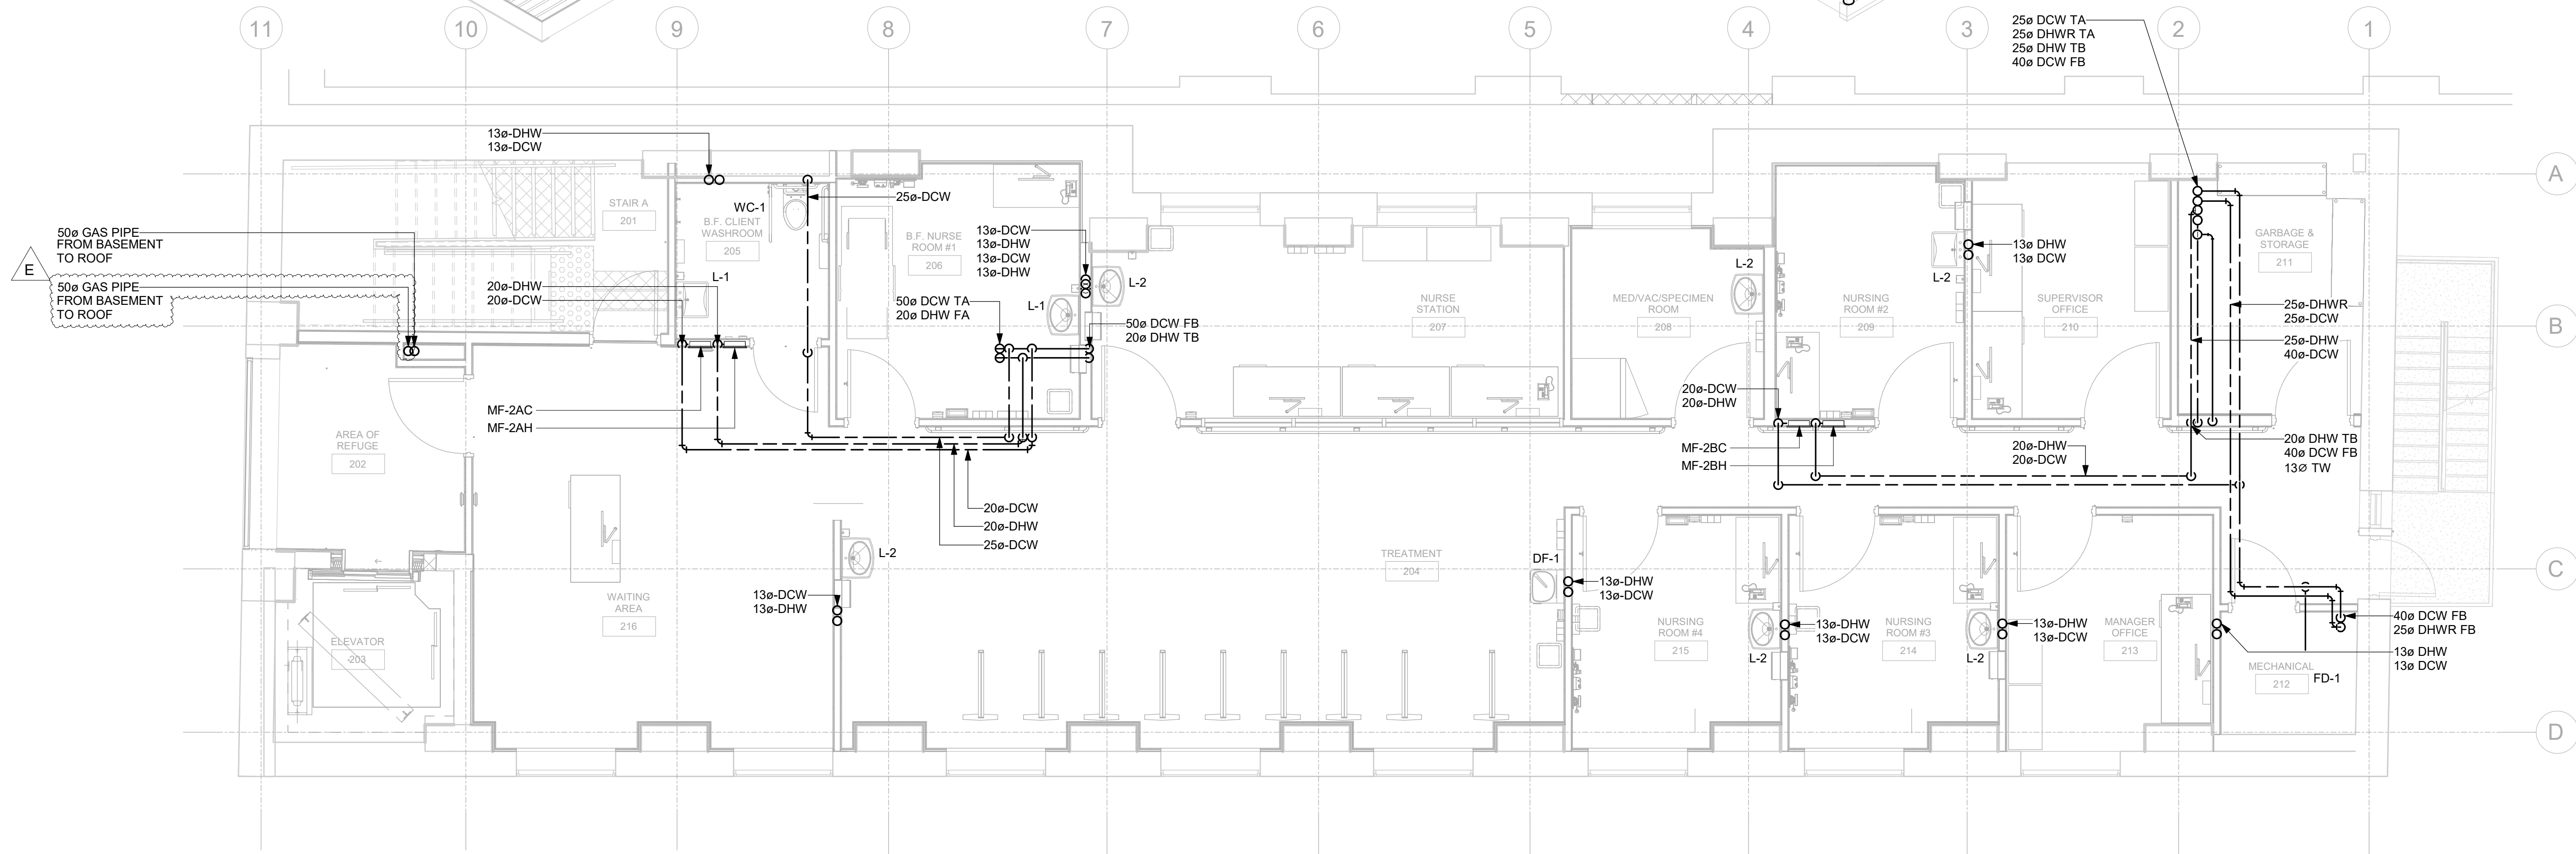 11
10
9
8
7
6
5
4
3
2
1
25ø DCW TA
25ø DHWR TA
25ø DHW TB
40ø DCW FB
13ø-DHW
13ø-DCW
A
STAIR A
201
WC-1
B.F. CLIENT
WASHROOM
205
25ø-DCW
50ø GAS PIPE
FROM BASEMENT
TO ROOF
E
50ø GAS PIPE
FROM BASEMENT
TO ROOF
B.F. NURSE
ROOM #1
206
13ø-DCW
13ø-DHW
13ø-DCW
13ø-DHW
L-1
20ø-DHW
20ø-DCW
50ø DCW TA
20ø DHW FA
L-1
L-2
50ø DCW FB
20ø DHW TB
NURSE
STATION
207
MED/VAC/SPECIMEN
ROOM
208
L-2
NURSING
ROOM #2
209
L-2
13ø DHW
13ø DCW
SUPERVISOR
OFFICE
210
GARBAGE &
STORAGE
211
25ø-DHWR
25ø-DCW
B
25ø-DHW
40ø-DCW
MF-2AC
MF-2AH
20ø-DCW
20ø-DHW
MF-2BC
MF-2BH
20ø-DHW
20ø-DCW
20ø DHW TB
40ø DCW FB
13Ø TW
AREA OF
REFUGE
202
20ø-DCW
20ø-DHW
25ø-DCW
L-2
TREATMENT
204
DF-1
13ø-DHW
13ø-DCW
C
WAITING
AREA
216
13ø-DCW
13ø-DHW
ELEVATOR
203
NURSING
ROOM #4
215
L-2
13ø-DHW
13ø-DCW
NURSING
ROOM #3
214
L-2
13ø-DHW
13ø-DCW
MANAGER
OFFICE
213
40ø DCW FB
25ø DHWR FB
13ø DHW
13ø DCW
MECHANICAL
212
FD-1
D